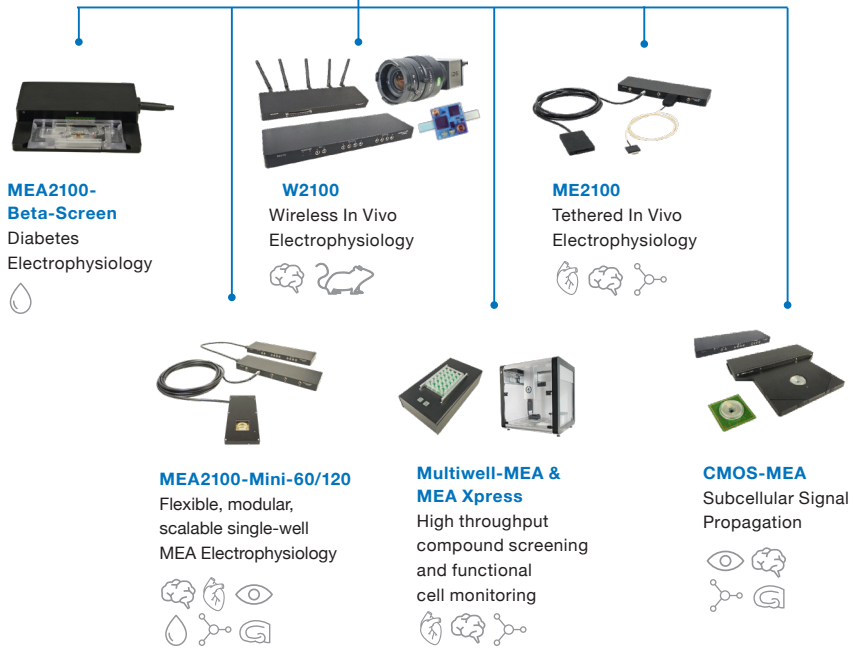 MEA2100-
Beta-Screen
Diabetes
Electrophysiology
W2100
Wireless In Vivo
Electrophysiology
ME2100
Tethered In Vivo
Electrophysiology
MEA2100-Mini-60/120
Flexible, modular,
scalable single-well
MEA Electrophysiology
Multiwell-MEA &
MEA Xpress
High throughput
compound screening
and functional
cell monitoring
CMOS-MEA
Subcellular Signal
Propagation